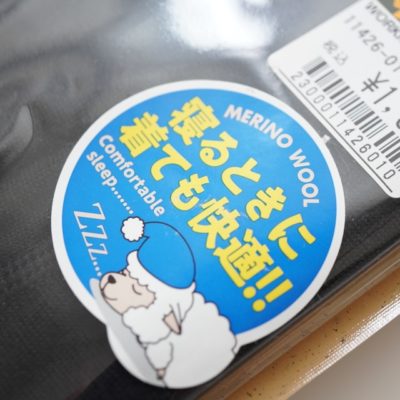 MERINO WOOL
寝るときに
着ても快適!!
Comfortable
sleep.......
ZZZ....
WORK
11426-01
税込
¥1,
2300011426010